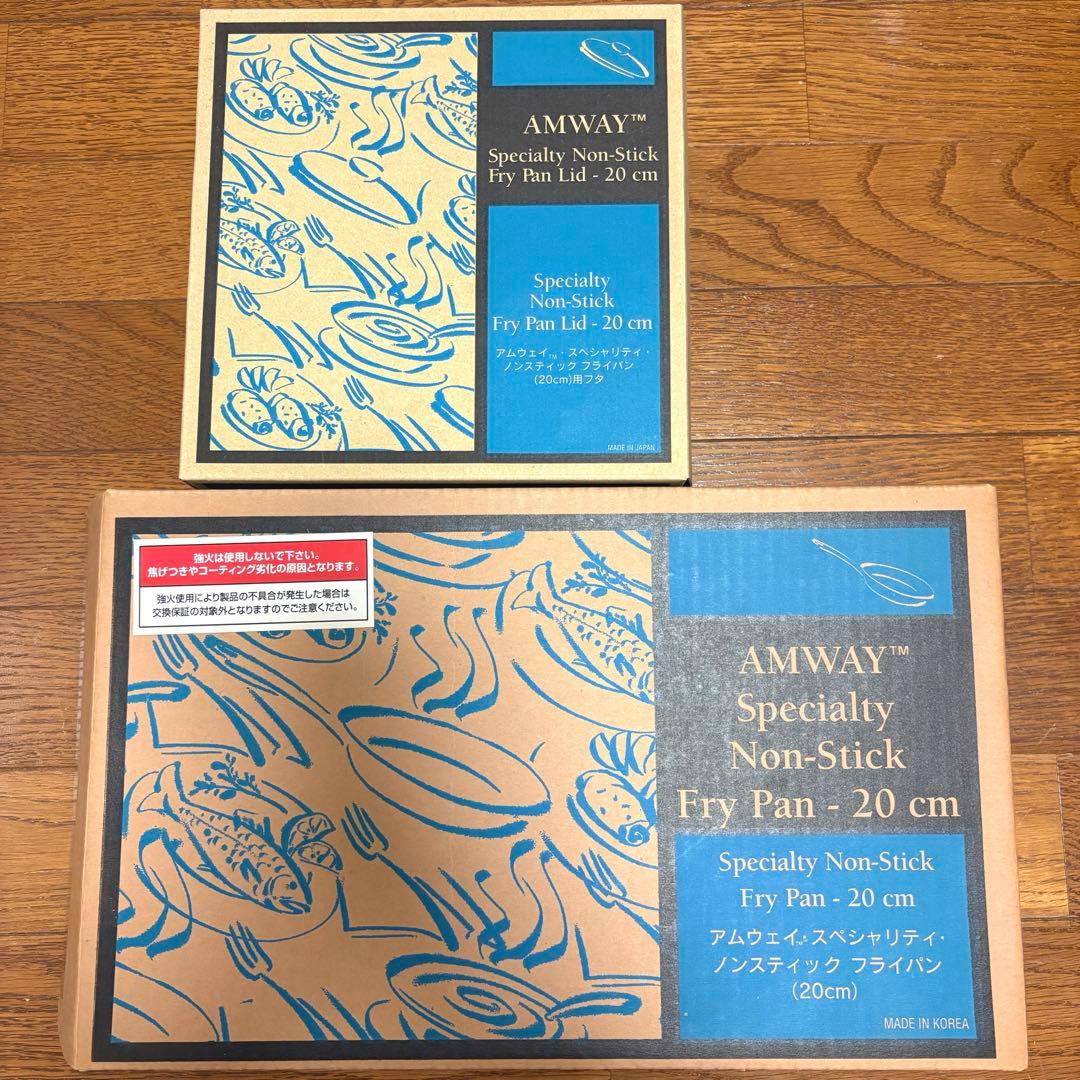 AMWAY™
Specialty Non-Stick
Fry Pan Lid - 20 cm
Specialty
Non-Stick
Fry Pan Lid - 20 cm
アムウェイ™・スペシャリティ・
ノンスティック フライパン
(20cm)用フタ
MADE IN JAPAN
強火は使用しないで下さい。
焦げつきやコーティング劣化の原因となります。
強火使用により製品の不具合が発生した場合は
交換保証の対象外となりますのでご注意ください。
AMWAY™
Specialty
Non-Stick
Fry Pan - 20 cm
Specialty Non-Stick
Fry Pan - 20 cm
アムウェイ™・スペシャリティ・
ノンスティック フライパン
(20cm)
MADE IN KOREA